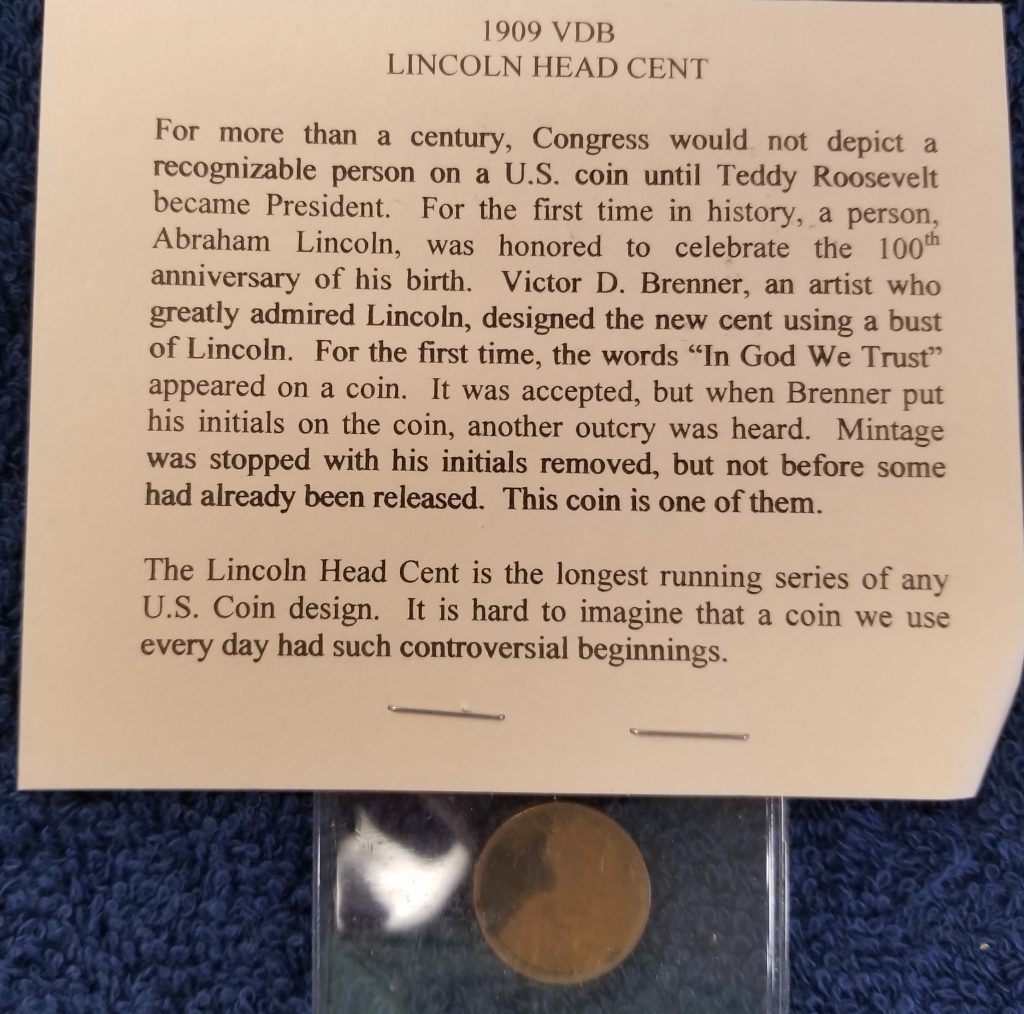 1909 VDB
LINCOLN HEAD CENT
For more than a century, Congress would not depict a
recognizable person on a U.S. coin until Teddy Roosevelt
became President. For the first time in history, a person,
Abraham Lincoln, was honored to celebrate the 100th
anniversary of his birth. Victor D. Brenner, an artist who
greatly admired Lincoln, designed the new cent using a bust
of Lincoln. For the first time, the words “In God We Trust”
appeared on a coin. It was accepted, but when Brenner put
his initials on the coin, another outcry was heard. Mintage
was stopped with his initials removed, but not before some
had already been released. This coin is one of them.
The Lincoln Head Cent is the longest running series of any
U.S. Coin design. It is hard to imagine that a coin we use
every day had such controversial beginnings.